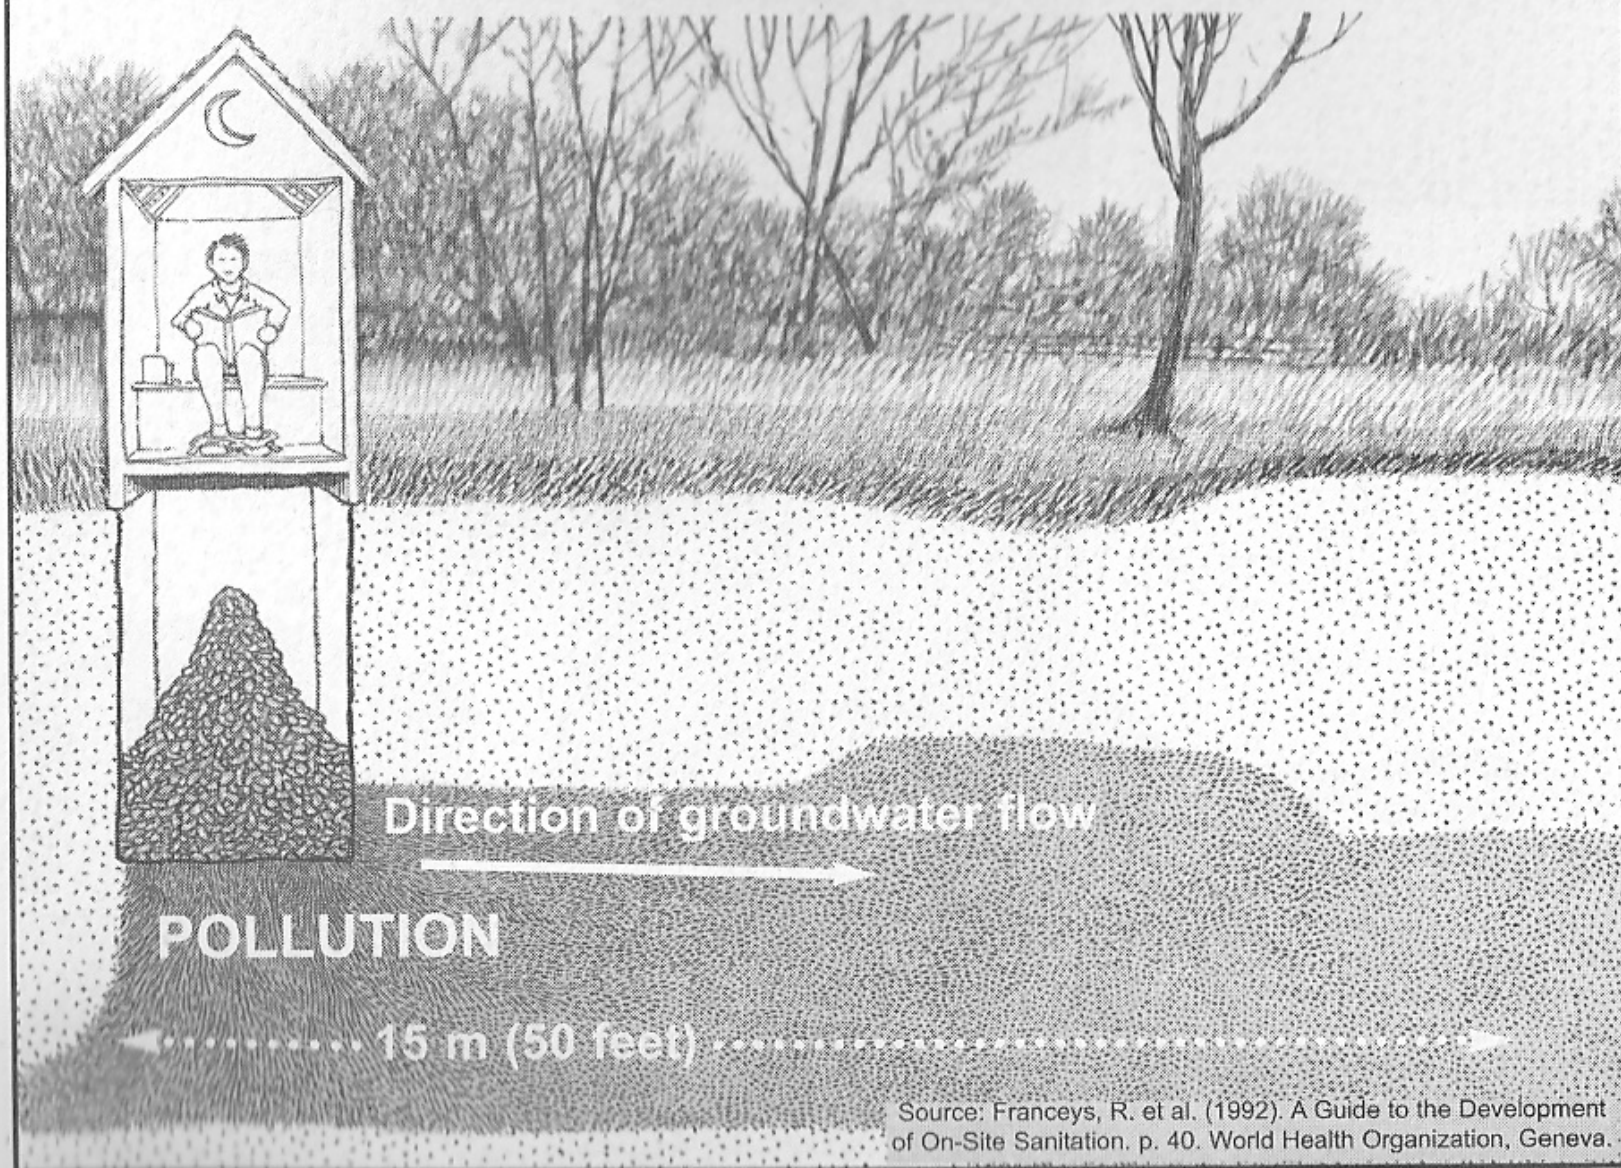 Direction of groundwater flow
POLLUTION
15 m (50 feet)
Source: Franceys, R. et al. (1992). A Guide to the Development
of On-Site Sanitation. p. 40. World Health Organization, Geneva.